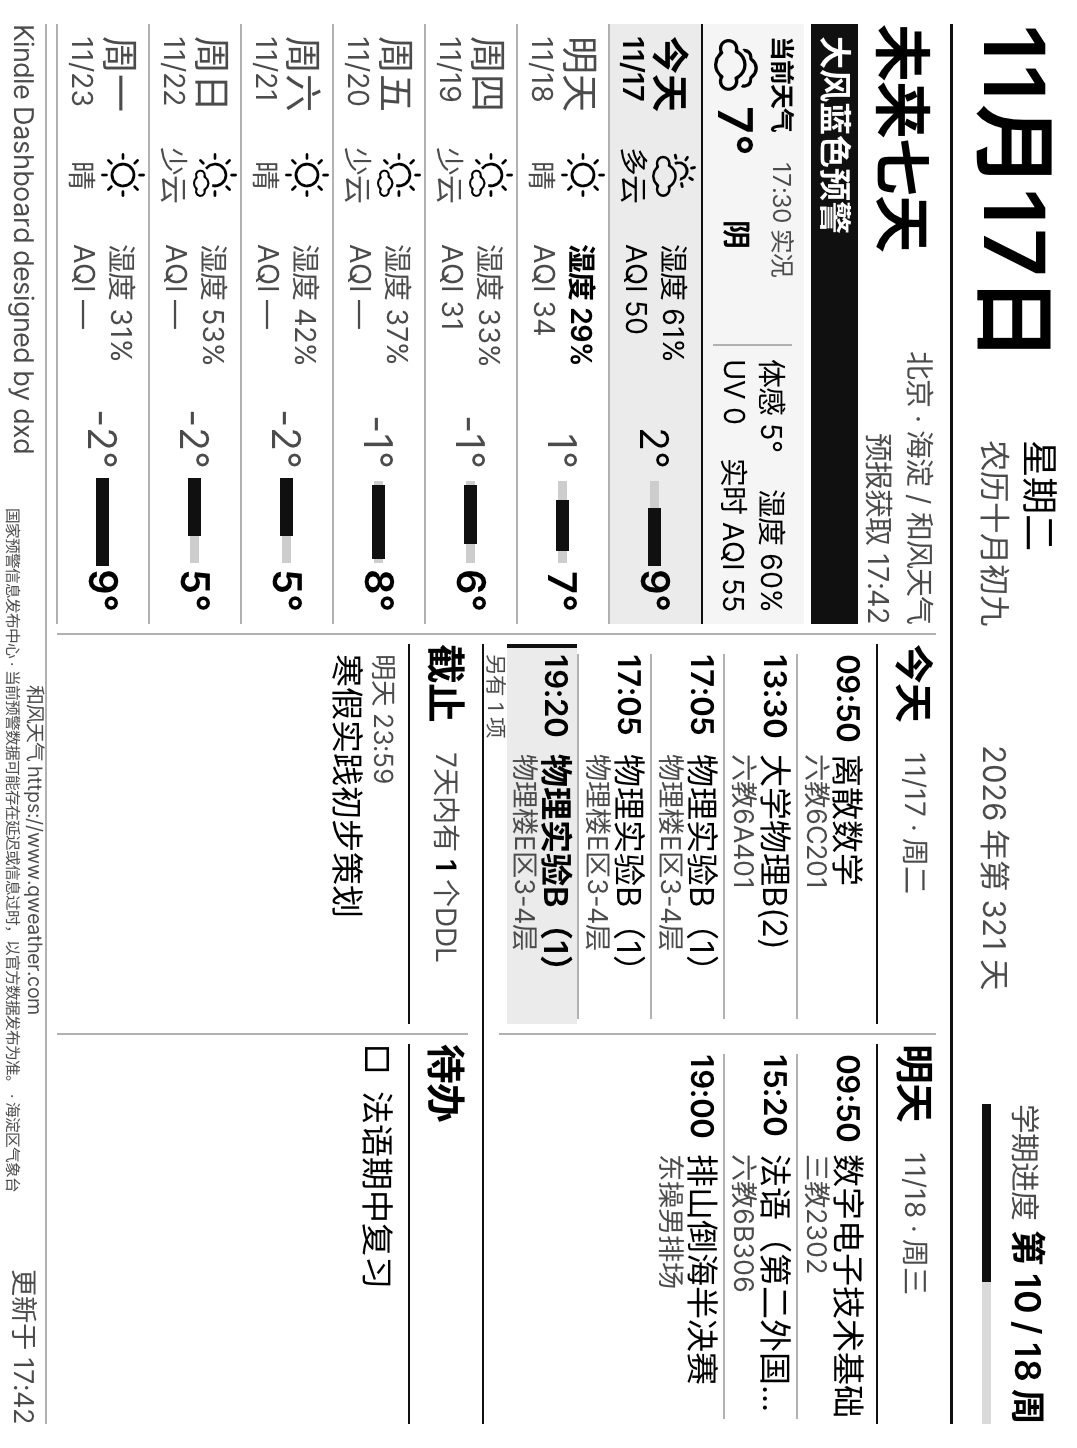 11月17日
星期二
农历十月初九
2026 年第 321 天
学期进度 第 10 / 18 周
未来七天
北京 · 海淀 / 和风天气
预报获取 17:42
大风蓝色预警
当前天气 17:30 实况
7° 阴
体感 5° 湿度 60%
UV 0 实时 AQI 55
今天 湿度 61%
11/17 多云 AQI 50
2° 9°
明天 湿度 29%
11/18 晴 AQI 34
1° 7°
周四 湿度 33%
11/19 少云 AQI 31
-1° 6°
周五 湿度 37%
11/20 少云 AQI —
-1° 8°
周六 湿度 42%
11/21 晴 AQI —
-2° 5°
周日 湿度 53%
11/22 少云 AQI —
-2° 5°
周一 湿度 31%
11/23 晴 AQI —
-2° 9°
今天 11/17 · 周二
09:50 离散数学
六教6C201
13:30 大学物理B(2)
六教6A401
17:05 物理实验B（1）
物理楼E区3-4层
17:05 物理实验B（1）
物理楼E区3-4层
19:20 物理实验B（1）
物理楼E区3-4层
另有 1 项
明天 11/18 · 周三
09:50 数字电子技术基础
三教2302
15:20 法语（第二外国…
六教6B306
19:00 排山倒海半决赛
东操男排场
截止 7天内有 1 个DDL
明天 23:59
寒假实践初步策划
待办
法语期中复习
Kindle Dashboard designed by dxd
和风天气 https://www.qweather.com
国家预警信息发布中心 · 当前预警数据可能存在延迟或信息过时，以官方数据发布为准。 · 海淀区气象台
更新于 17:42